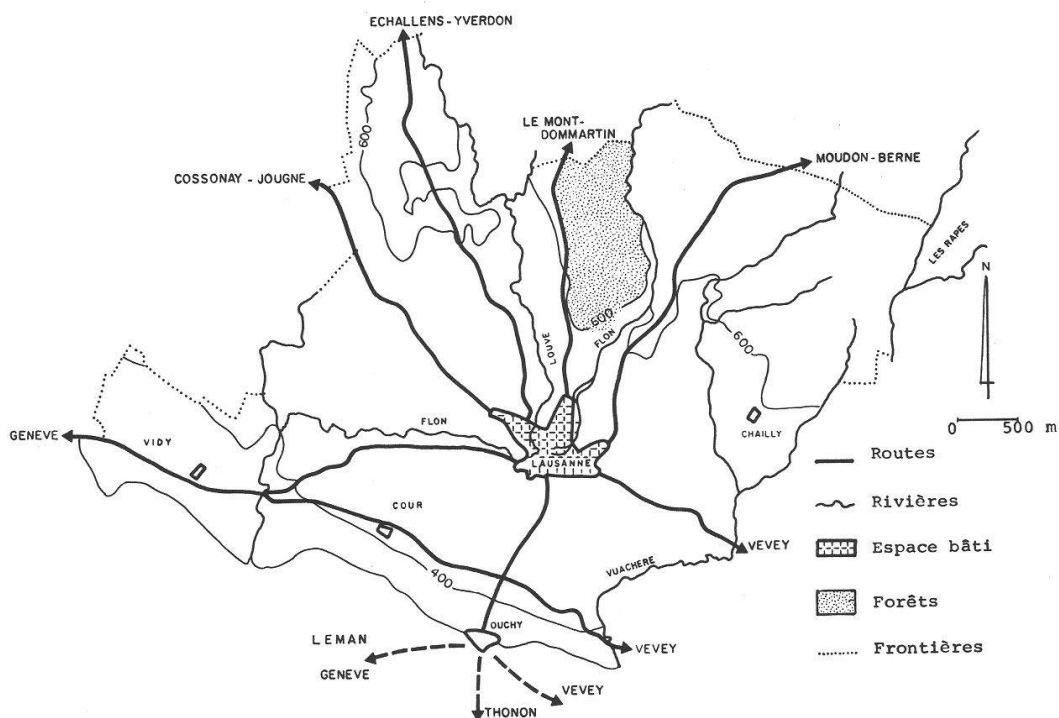 ECHALLENS - YVERDON
LE MONT-
DOMMARTIN
MOUDON - BERNE
COSSONAY - JOUGNE
600
LES RAPES
N
600
600
LOUVE
FLON
FLON
CHAILLY
0 500 m
GENEVE
VIDY
LAUSANNE
COUR
VEVEY
VUACHERE
400
OUCHY
LEMAN
GENEVE
VEVEY
VEVEY
THONON
Routes
Rivières
Espace bâti
Forêts
Frontières